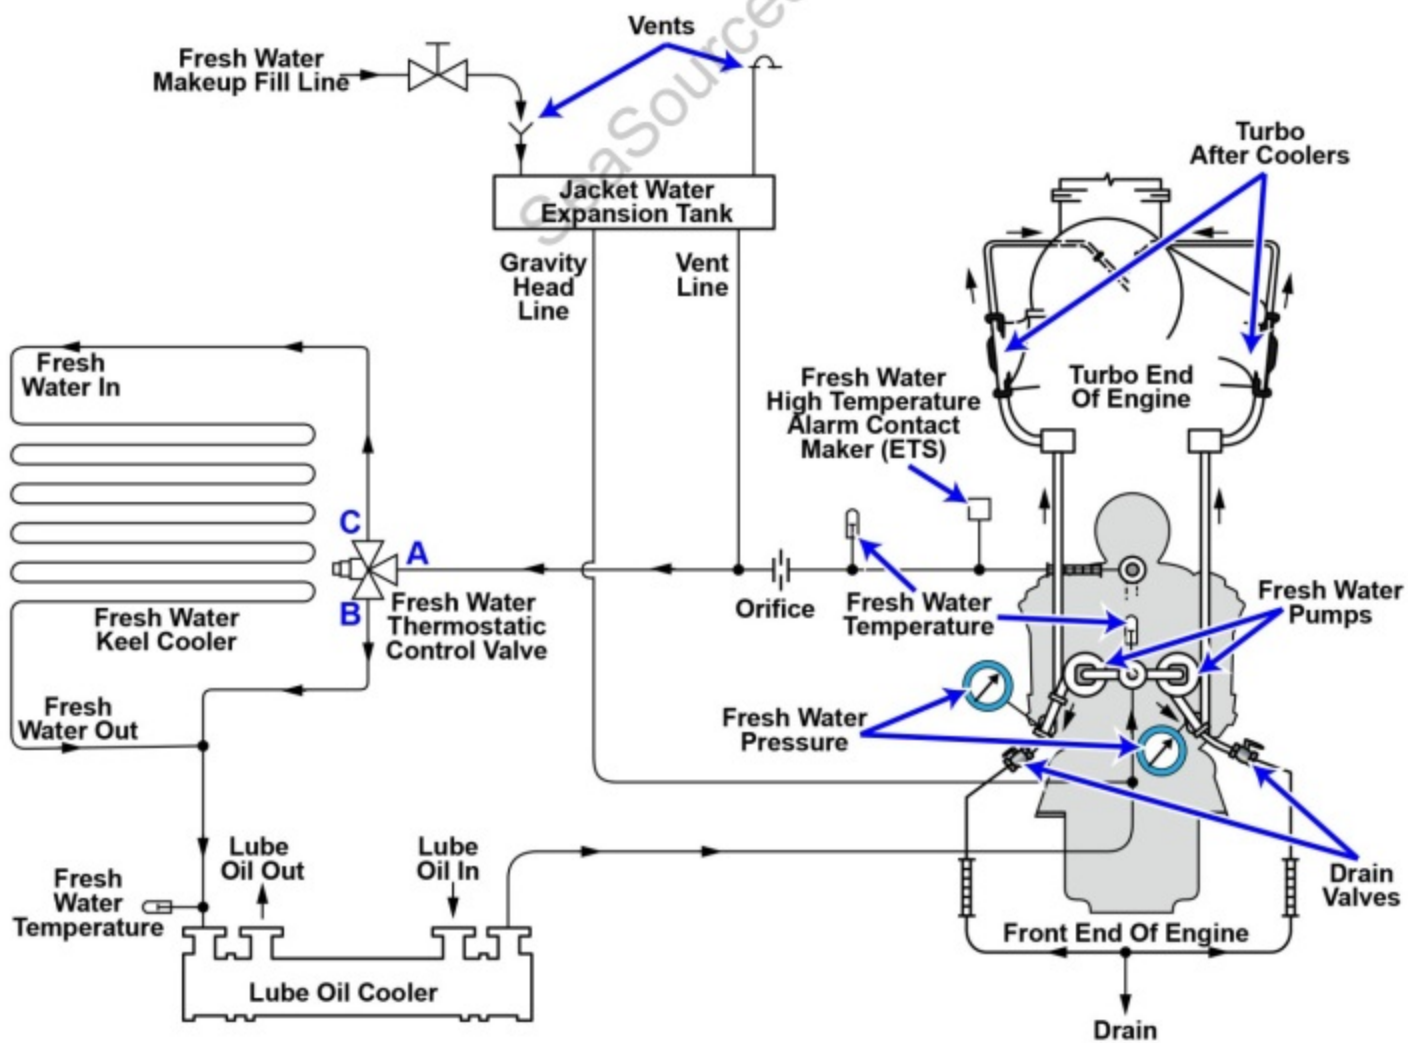 Vents
Fresh Water
Makeup Fill Line
SeaSources
Turbo
After Coolers
Jacket Water
Expansion Tank
Gravity
Head
Line
Vent
Line
Fresh
Water In
Fresh Water
High Temperature
Alarm Contact
Maker (ETS)
Turbo End
Of Engine
C
A
B
Orifice
Fresh Water
Temperature
Fresh Water
Pumps
Fresh Water
Thermostatic
Control Valve
Fresh Water
Keel Cooler
Fresh
Water Out
Fresh Water
Pressure
Lube
Oil Out
Lube
Oil In
Fresh
Water
Temperature
Drain
Valves
Front End Of Engine
Lube Oil Cooler
Drain